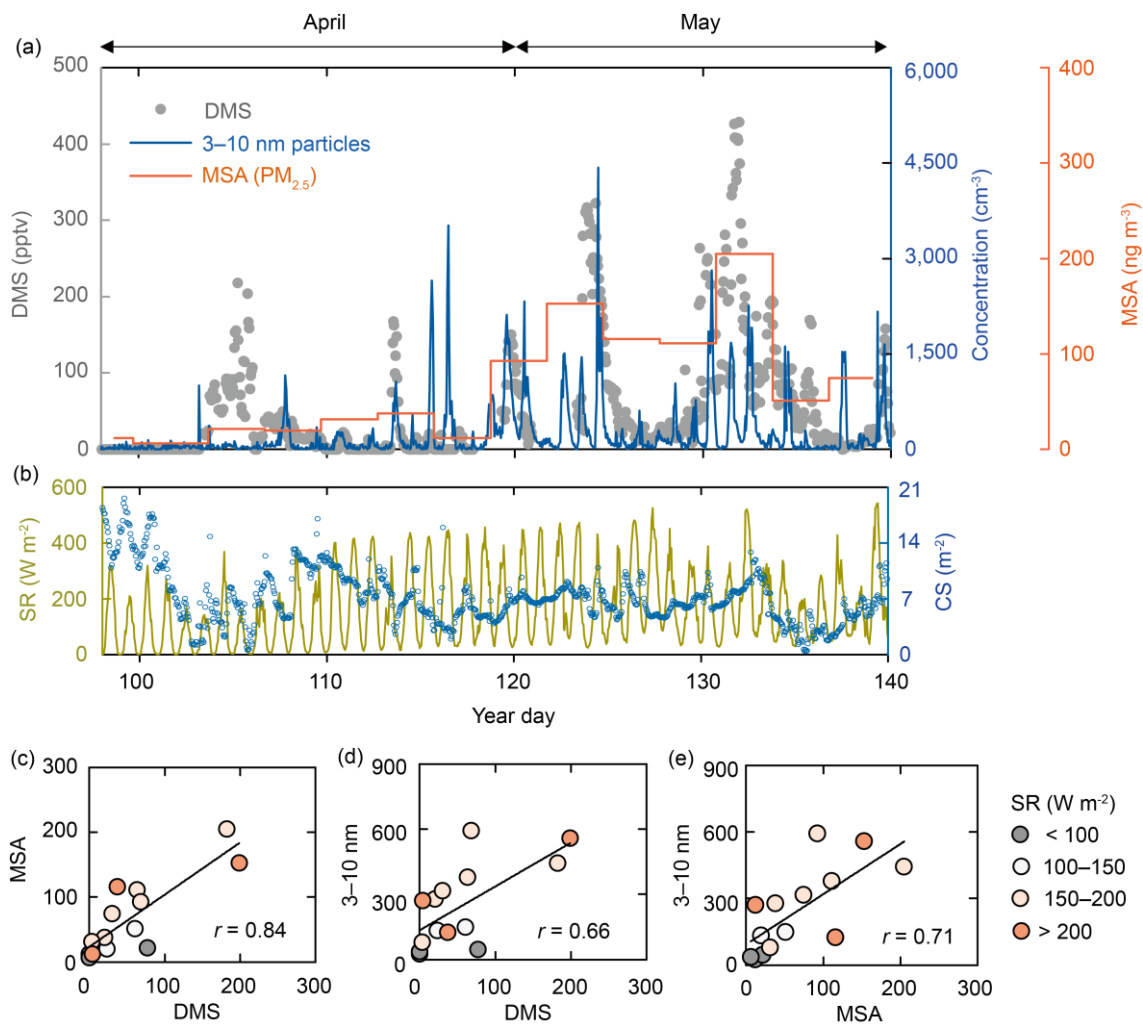 April
May
(a)
500
400
300
200
100
0
DMS (pptv)
DMS
3–10 nm particles
MSA (PM2.5)
6,000
4,500
3,000
1,500
0
Concentration (cm-3)
400
300
200
100
0
MSA (ng m-3)
(b)
600
400
200
0
SR (W m-2)
21
14
7
0
CS (m-2)
100
110
120
130
140
Year day
(c)
300
200
100
0
MSA
0
100
200
300
DMS
r = 0.84
(d)
900
600
300
0
3–10 nm
0
100
200
300
DMS
r = 0.66
(e)
900
600
300
0
3–10 nm
0
100
200
300
MSA
r = 0.71
SR (W m-2)
< 100
100–150
150–200
> 200